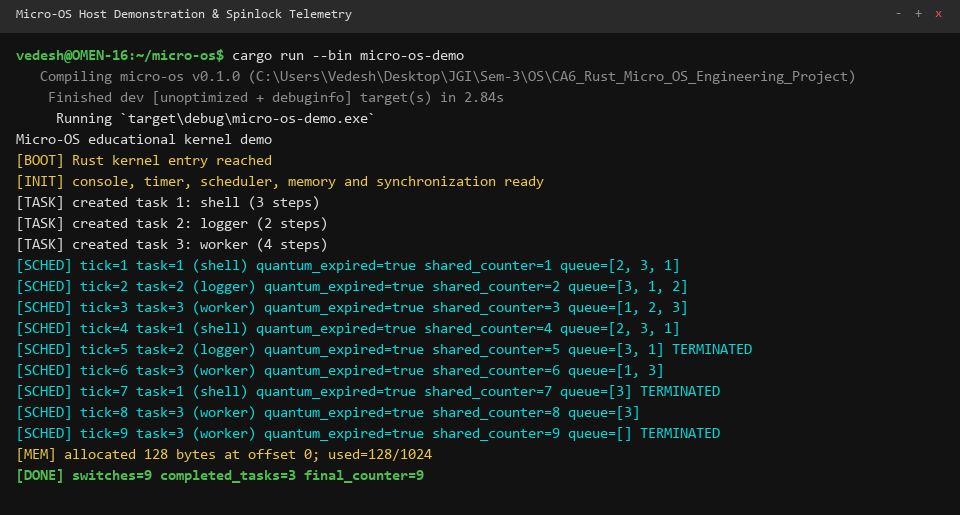 Micro-OS Host Demonstration & Spinlock Telemetry - + x
vedesh@OMEN-16:~/micro-os$ cargo run --bin micro-os-demo
Compiling micro-os v0.1.0 (C:\Users\Vedesh\Desktop\JGI\Sem-3\OS\CA6_Rust_Micro_OS_Engineering_Project)
Finished dev [unoptimized + debuginfo] target(s) in 2.84s
Running `target\debug\micro-os-demo.exe`
Micro-OS educational kernel demo
[BOOT] Rust kernel entry reached
[INIT] console, timer, scheduler, memory and synchronization ready
[TASK] created task 1: shell (3 steps)
[TASK] created task 2: logger (2 steps)
[TASK] created task 3: worker (4 steps)
[SCHED] tick=1 task=1 (shell) quantum_expired=true shared_counter=1 queue=[2, 3, 1]
[SCHED] tick=2 task=2 (logger) quantum_expired=true shared_counter=2 queue=[3, 1, 2]
[SCHED] tick=3 task=3 (worker) quantum_expired=true shared_counter=3 queue=[1, 2, 3]
[SCHED] tick=4 task=1 (shell) quantum_expired=true shared_counter=4 queue=[2, 3, 1]
[SCHED] tick=5 task=2 (logger) quantum_expired=true shared_counter=5 queue=[3, 1] TERMINATED
[SCHED] tick=6 task=3 (worker) quantum_expired=true shared_counter=6 queue=[1, 3]
[SCHED] tick=7 task=1 (shell) quantum_expired=true shared_counter=7 queue=[3] TERMINATED
[SCHED] tick=8 task=3 (worker) quantum_expired=true shared_counter=8 queue=[3]
[SCHED] tick=9 task=3 (worker) quantum_expired=true shared_counter=9 queue=[] TERMINATED
[MEM] allocated 128 bytes at offset 0; used=128/1024
[DONE] switches=9 completed_tasks=3 final_counter=9